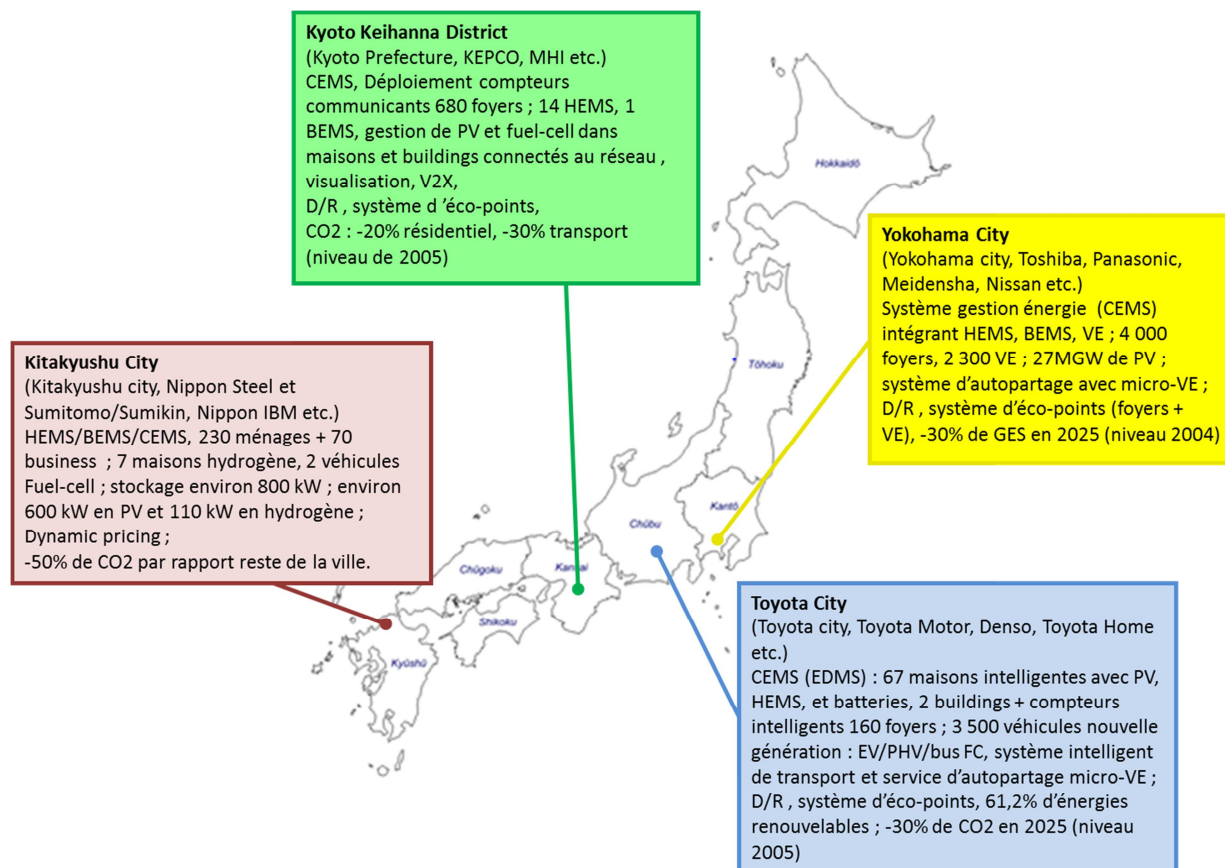 Kyoto Keihanna District
(Kyoto Prefecture, KEPCO, MHI etc.)
CEMS, Déploiement compteurs
communicants 680 foyers ; 14 HEMS, 1
BEMS, gestion de PV et fuel-cell dans
maisons et buildings connectés au réseau ,
visualisation, V2X,
D/R , système d ’éco-points,
CO2 : -20% résidentiel, -30% transport
(niveau de 2005)
Hokkaidō
Yokohama City
(Yokohama city, Toshiba, Panasonic,
Meidensha, Nissan etc.)
Système gestion énergie (CEMS)
intégrant HEMS, BEMS, VE ; 4 000
foyers, 2 300 VE ; 27MGW de PV ;
système d’autopartage avec micro-VE ;
D/R , système d’éco-points (foyers +
VE), -30% de GES en 2025 (niveau 2004)
Kitakyushu City
(Kitakyushu city, Nippon Steel et
Sumitomo/Sumikin, Nippon IBM etc.)
HEMS/BEMS/CEMS, 230 ménages + 70
business ; 7 maisons hydrogène, 2 véhicules
Fuel-cell ; stockage environ 800 kW ; environ
600 kW en PV et 110 kW en hydrogène ;
Dynamic pricing ;
-50% de CO2 par rapport reste de la ville.
Tōhoku
Kantō
Chūbu
Kansai
Chūgoku
Shikoku
Kyūshū
Toyota City
(Toyota city, Toyota Motor, Denso, Toyota Home
etc.)
CEMS (EDMS) : 67 maisons intelligentes avec PV,
HEMS, et batteries, 2 buildings + compteurs
intelligents 160 foyers ; 3 500 véhicules nouvelle
génération : EV/PHV/bus FC, système intelligent
de transport et service d’autopartage micro-VE ;
D/R , système d’éco-points, 61,2% d’énergies
renouvelables ; -30% de CO2 en 2025 (niveau
2005)